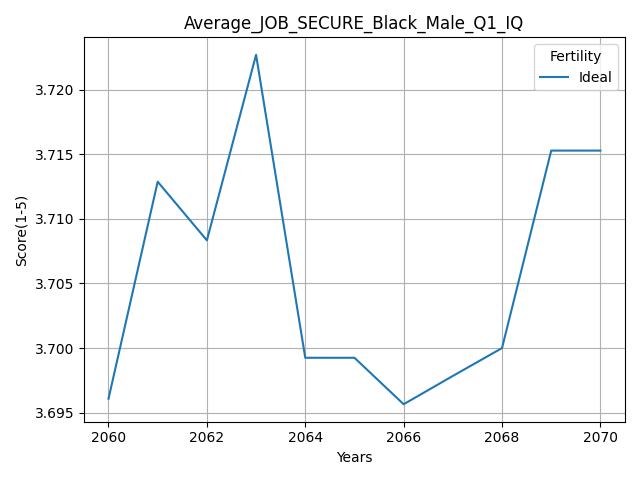 Average_JOB_SECURE_Black_Male_Q1_IQ
Fertility
Ideal
3.720
3.715
3.710
3.705
3.700
3.695
Score(1-5)
2060 2062 2064 2066 2068 2070
Years